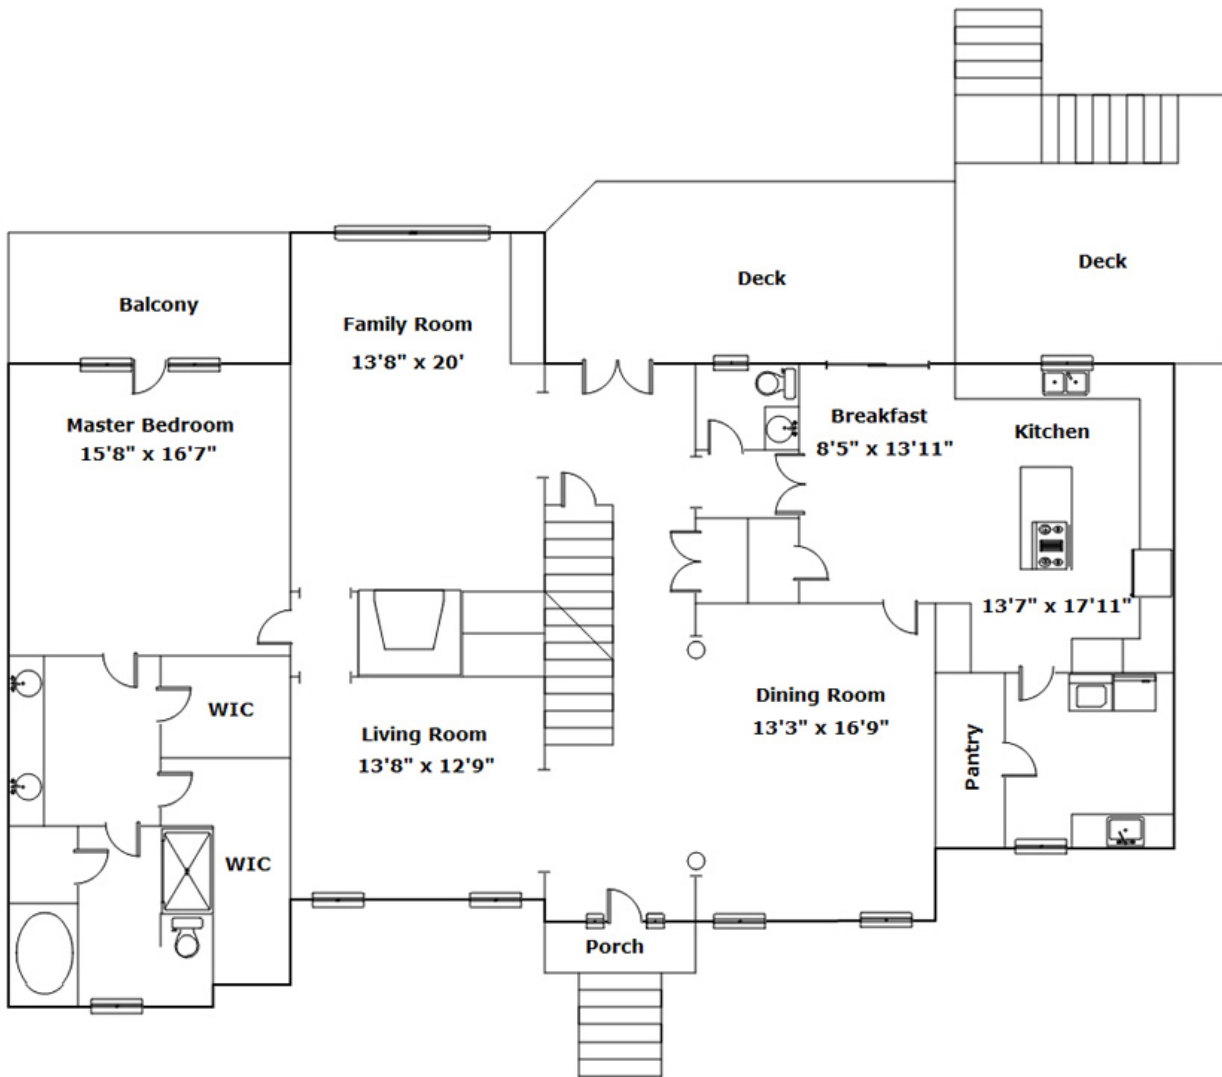 Balcony
Family Room
13'8" x 20'
Deck
Deck
Master Bedroom
15'8" x 16'7"
Breakfast
8'5" x 13'11"
Kitchen
13'7" x 17'11"
WIC
Living Room
13'8" x 12'9"
Dining Room
13'3" x 16'9"
Pantry
WIC
Porch